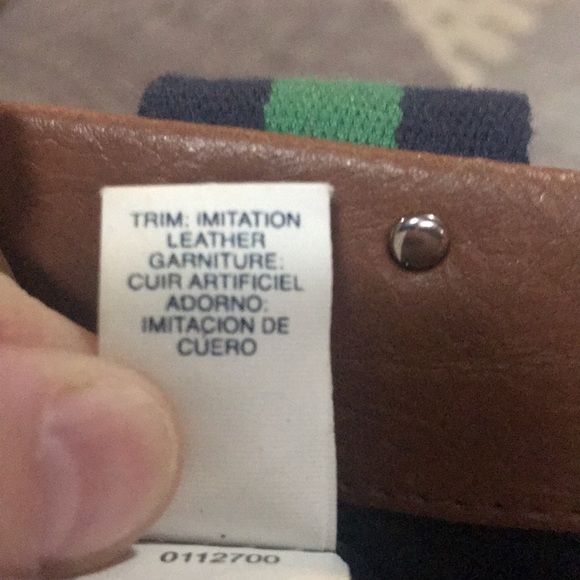 TRIM: IMITATION
LEATHER
GARNITURE:
CUIR ARTIFICIEL
ADORNO:
IMITACION DE
CUERO
0112700